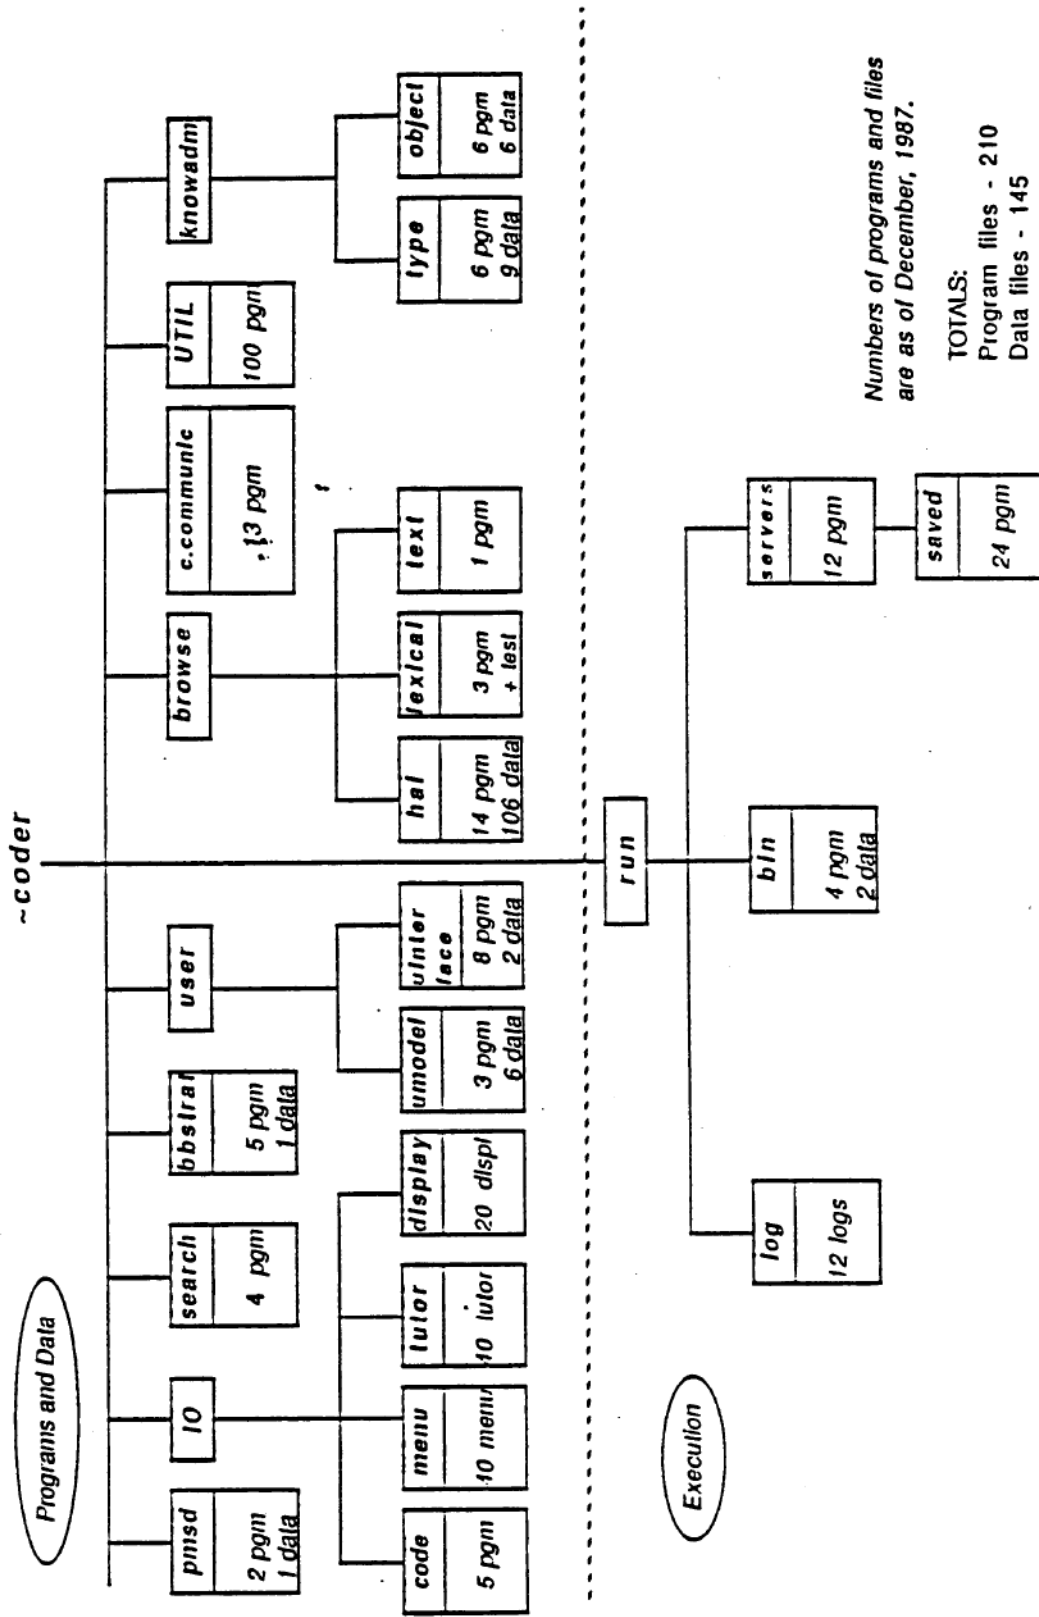 ~coder
Programs and Data
pmsd
2 pgm
1 data
IO
search
4 pgm
bbstrat
5 pgm
1 data
user
browse
c.communic
13 pgm
UTIL
100 pgm
knowadm
code
5 pgm
menu
10 menu
tutor
10 tutor
display
20 displ
umodel
3 pgm
6 data
uinter
face
8 pgm
2 data
hal
14 pgm
106 data
lexical
3 pgm
+ test
text
1 pgm
type
6 pgm
9 data
object
6 pgm
6 data
Execution
run
log
12 logs
bin
4 pgm
2 data
servers
12 pgm
saved
24 pgm
Numbers of programs and files
are as of December, 1987.
TOTALS:
Program files - 210
Data files - 145